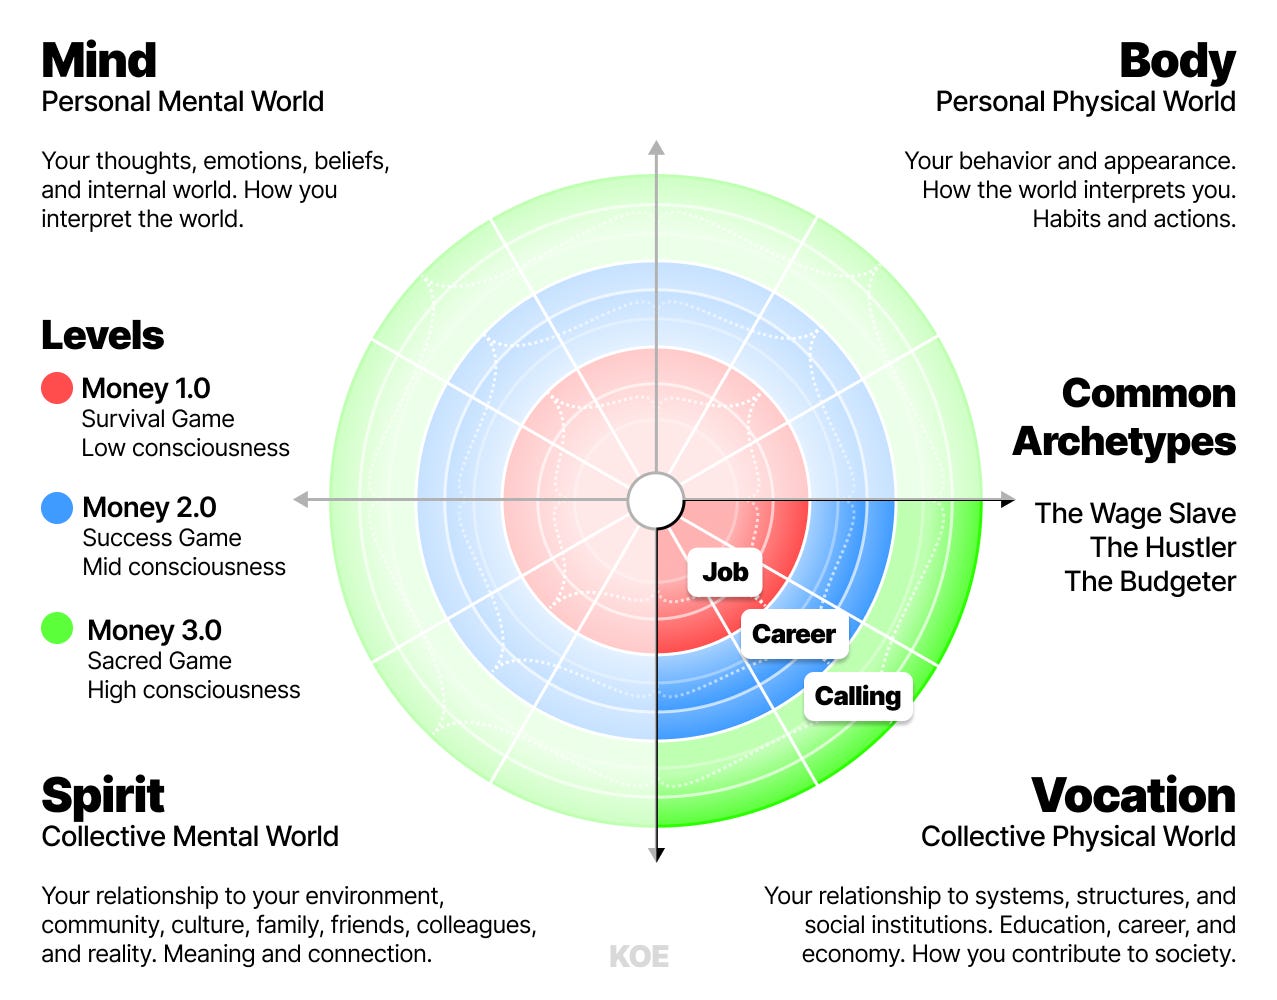 Mind
Personal Mental World
Your thoughts, emotions, beliefs,
and internal world. How you
interpret the world.
Body
Personal Physical World
Your behavior and appearance.
How the world interprets you.
Habits and actions.
Levels
Money 1.0
Survival Game
Low consciousness
Money 2.0
Success Game
Mid consciousness
Money 3.0
Sacred Game
High consciousness
Job
Career
Calling
Common
Archetypes
The Wage Slave
The Hustler
The Budgeter
Spirit
Collective Mental World
Your relationship to your environment,
community, culture, family, friends, colleagues,
and reality. Meaning and connection.
Vocation
Collective Physical World
Your relationship to systems, structures, and
social institutions. Education, career, and
economy. How you contribute to society.
KOE